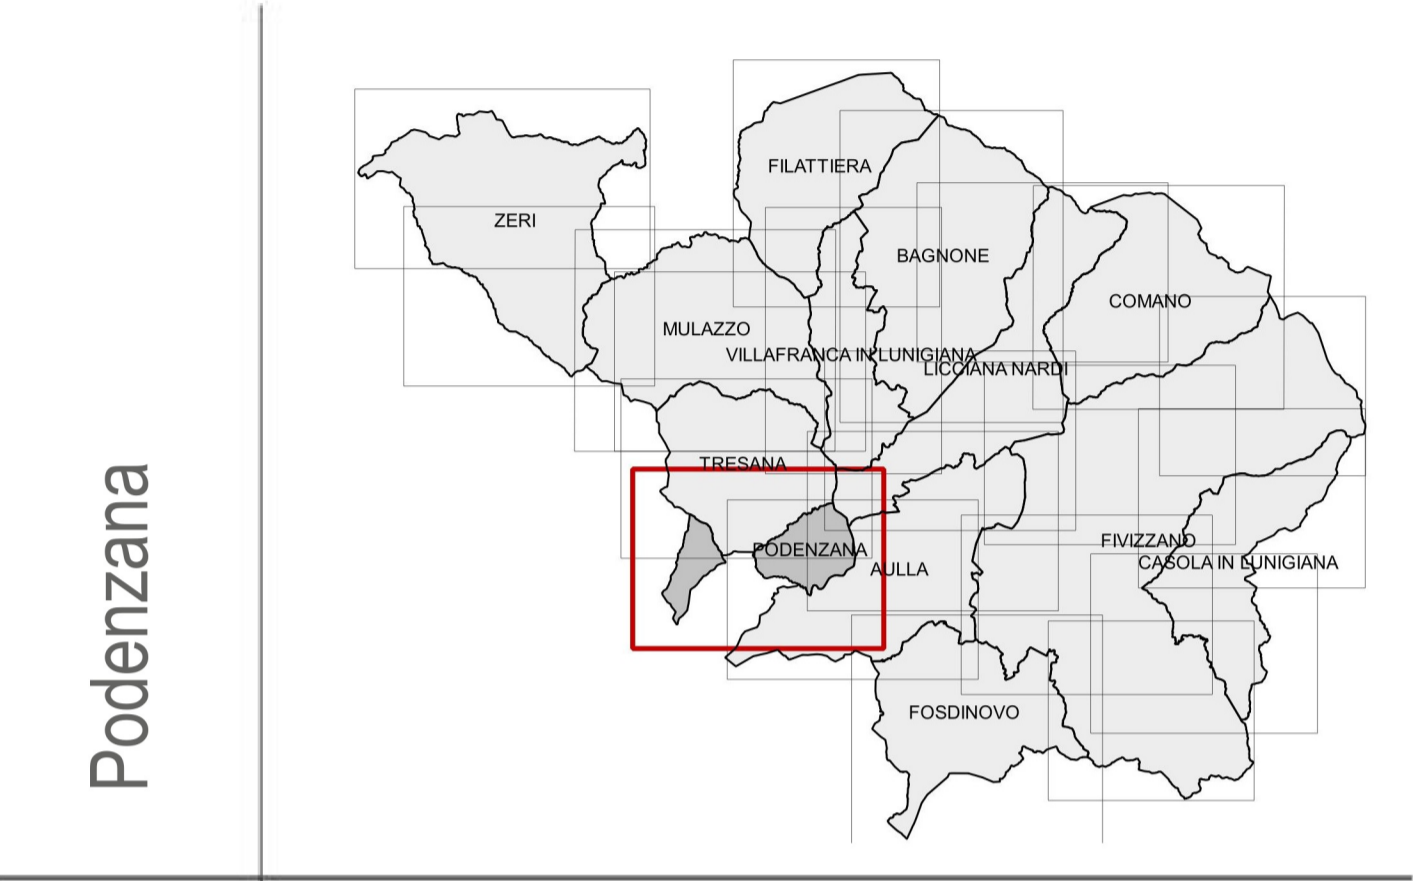 Podenzana
FILATTIERA
ZERI
BAGNONE
COMANO
MULAZZO
VILLAFRANCA IN LUNIGIANA
LICCIANA NARDI
TRESANA
FIVIZZANO
PODENZANA
CASOLA IN LUNIGIANA
AULLA
FOSDINOVO